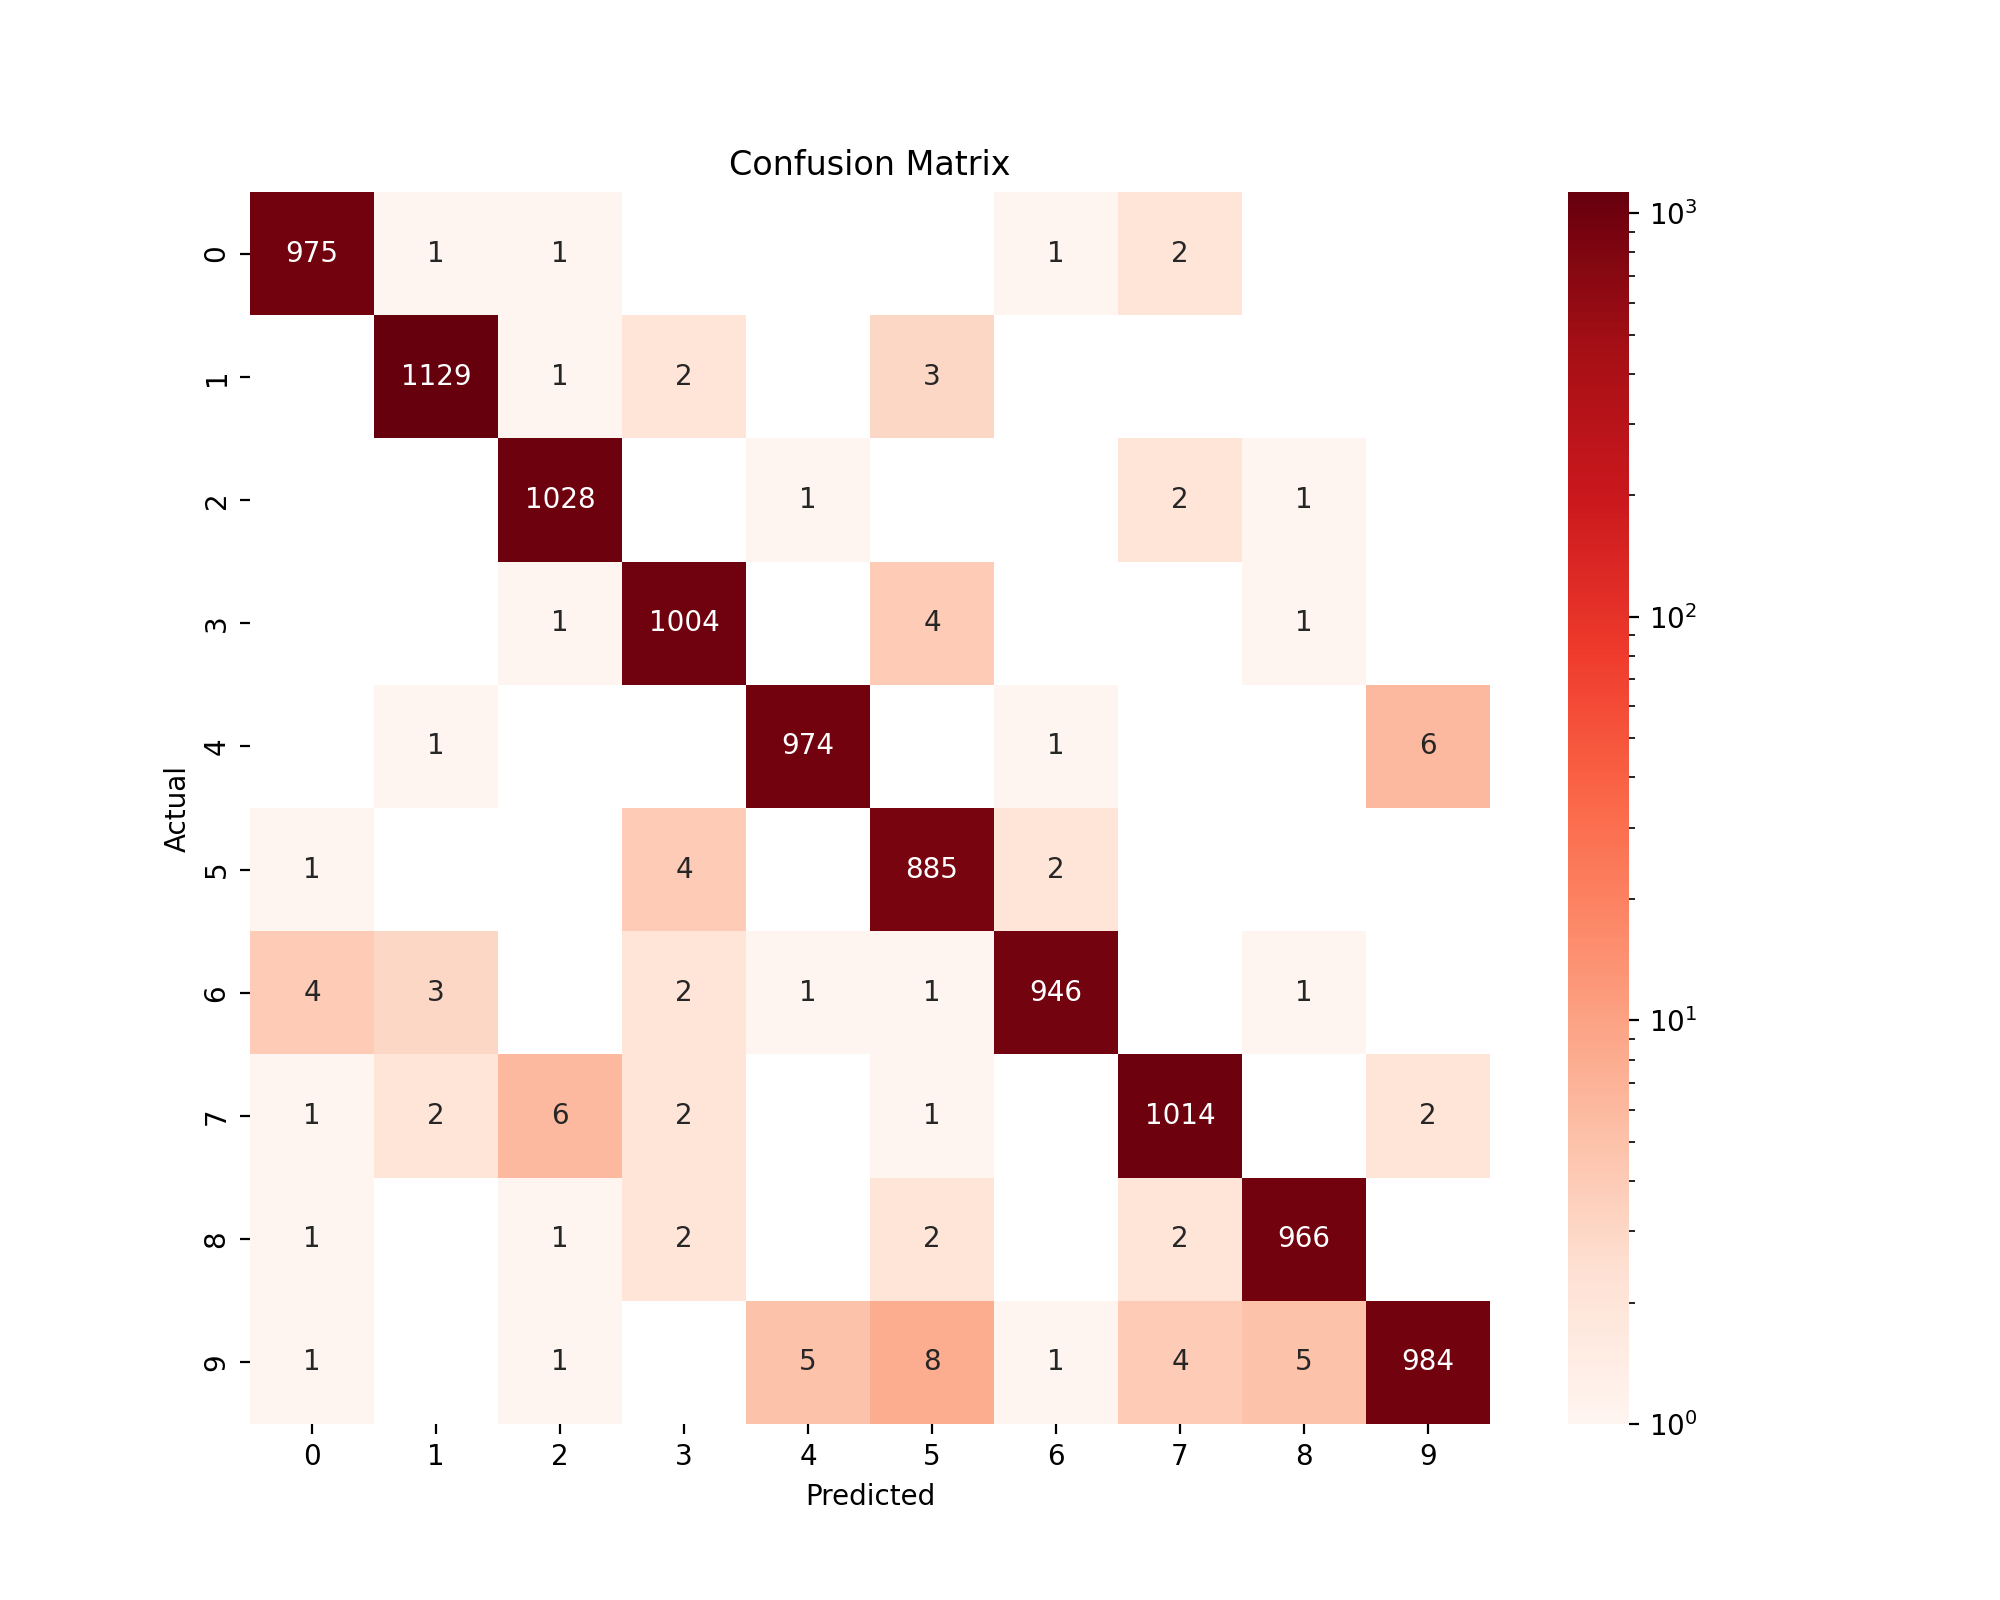 Confusion Matrix
0 975 1 1 1 2
1 1129 1 2 3
2 1028 1 2 1
3 1 1004 4 1
4 1 974 1 6
5 1 4 885 2
6 4 3 2 1 1 946 1
7 1 2 6 2 1 1014 2
8 1 1 2 2 2 966
9 1 1 5 8 1 4 5 984
0 1 2 3 4 5 6 7 8 9
Predicted
Actual
10³
10²
10¹
10⁰